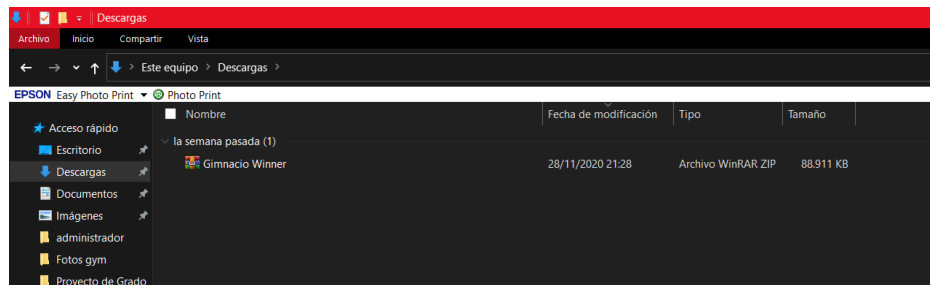 Descargas
Archivo Inicio Compartir Vista
Este equipo > Descargas >
EPSON Easy Photo Print Photo Print
Nombre Fecha de modificación Tipo Tamaño
Acceso rápido
la semana pasada (1)
Escritorio
Gimnacio Winner 28/11/2020 21:28 Archivo WinRAR ZIP 88.911 KB
Descargas
Documentos
Imágenes
administrador
Fotos gym
Proyecto de Grado